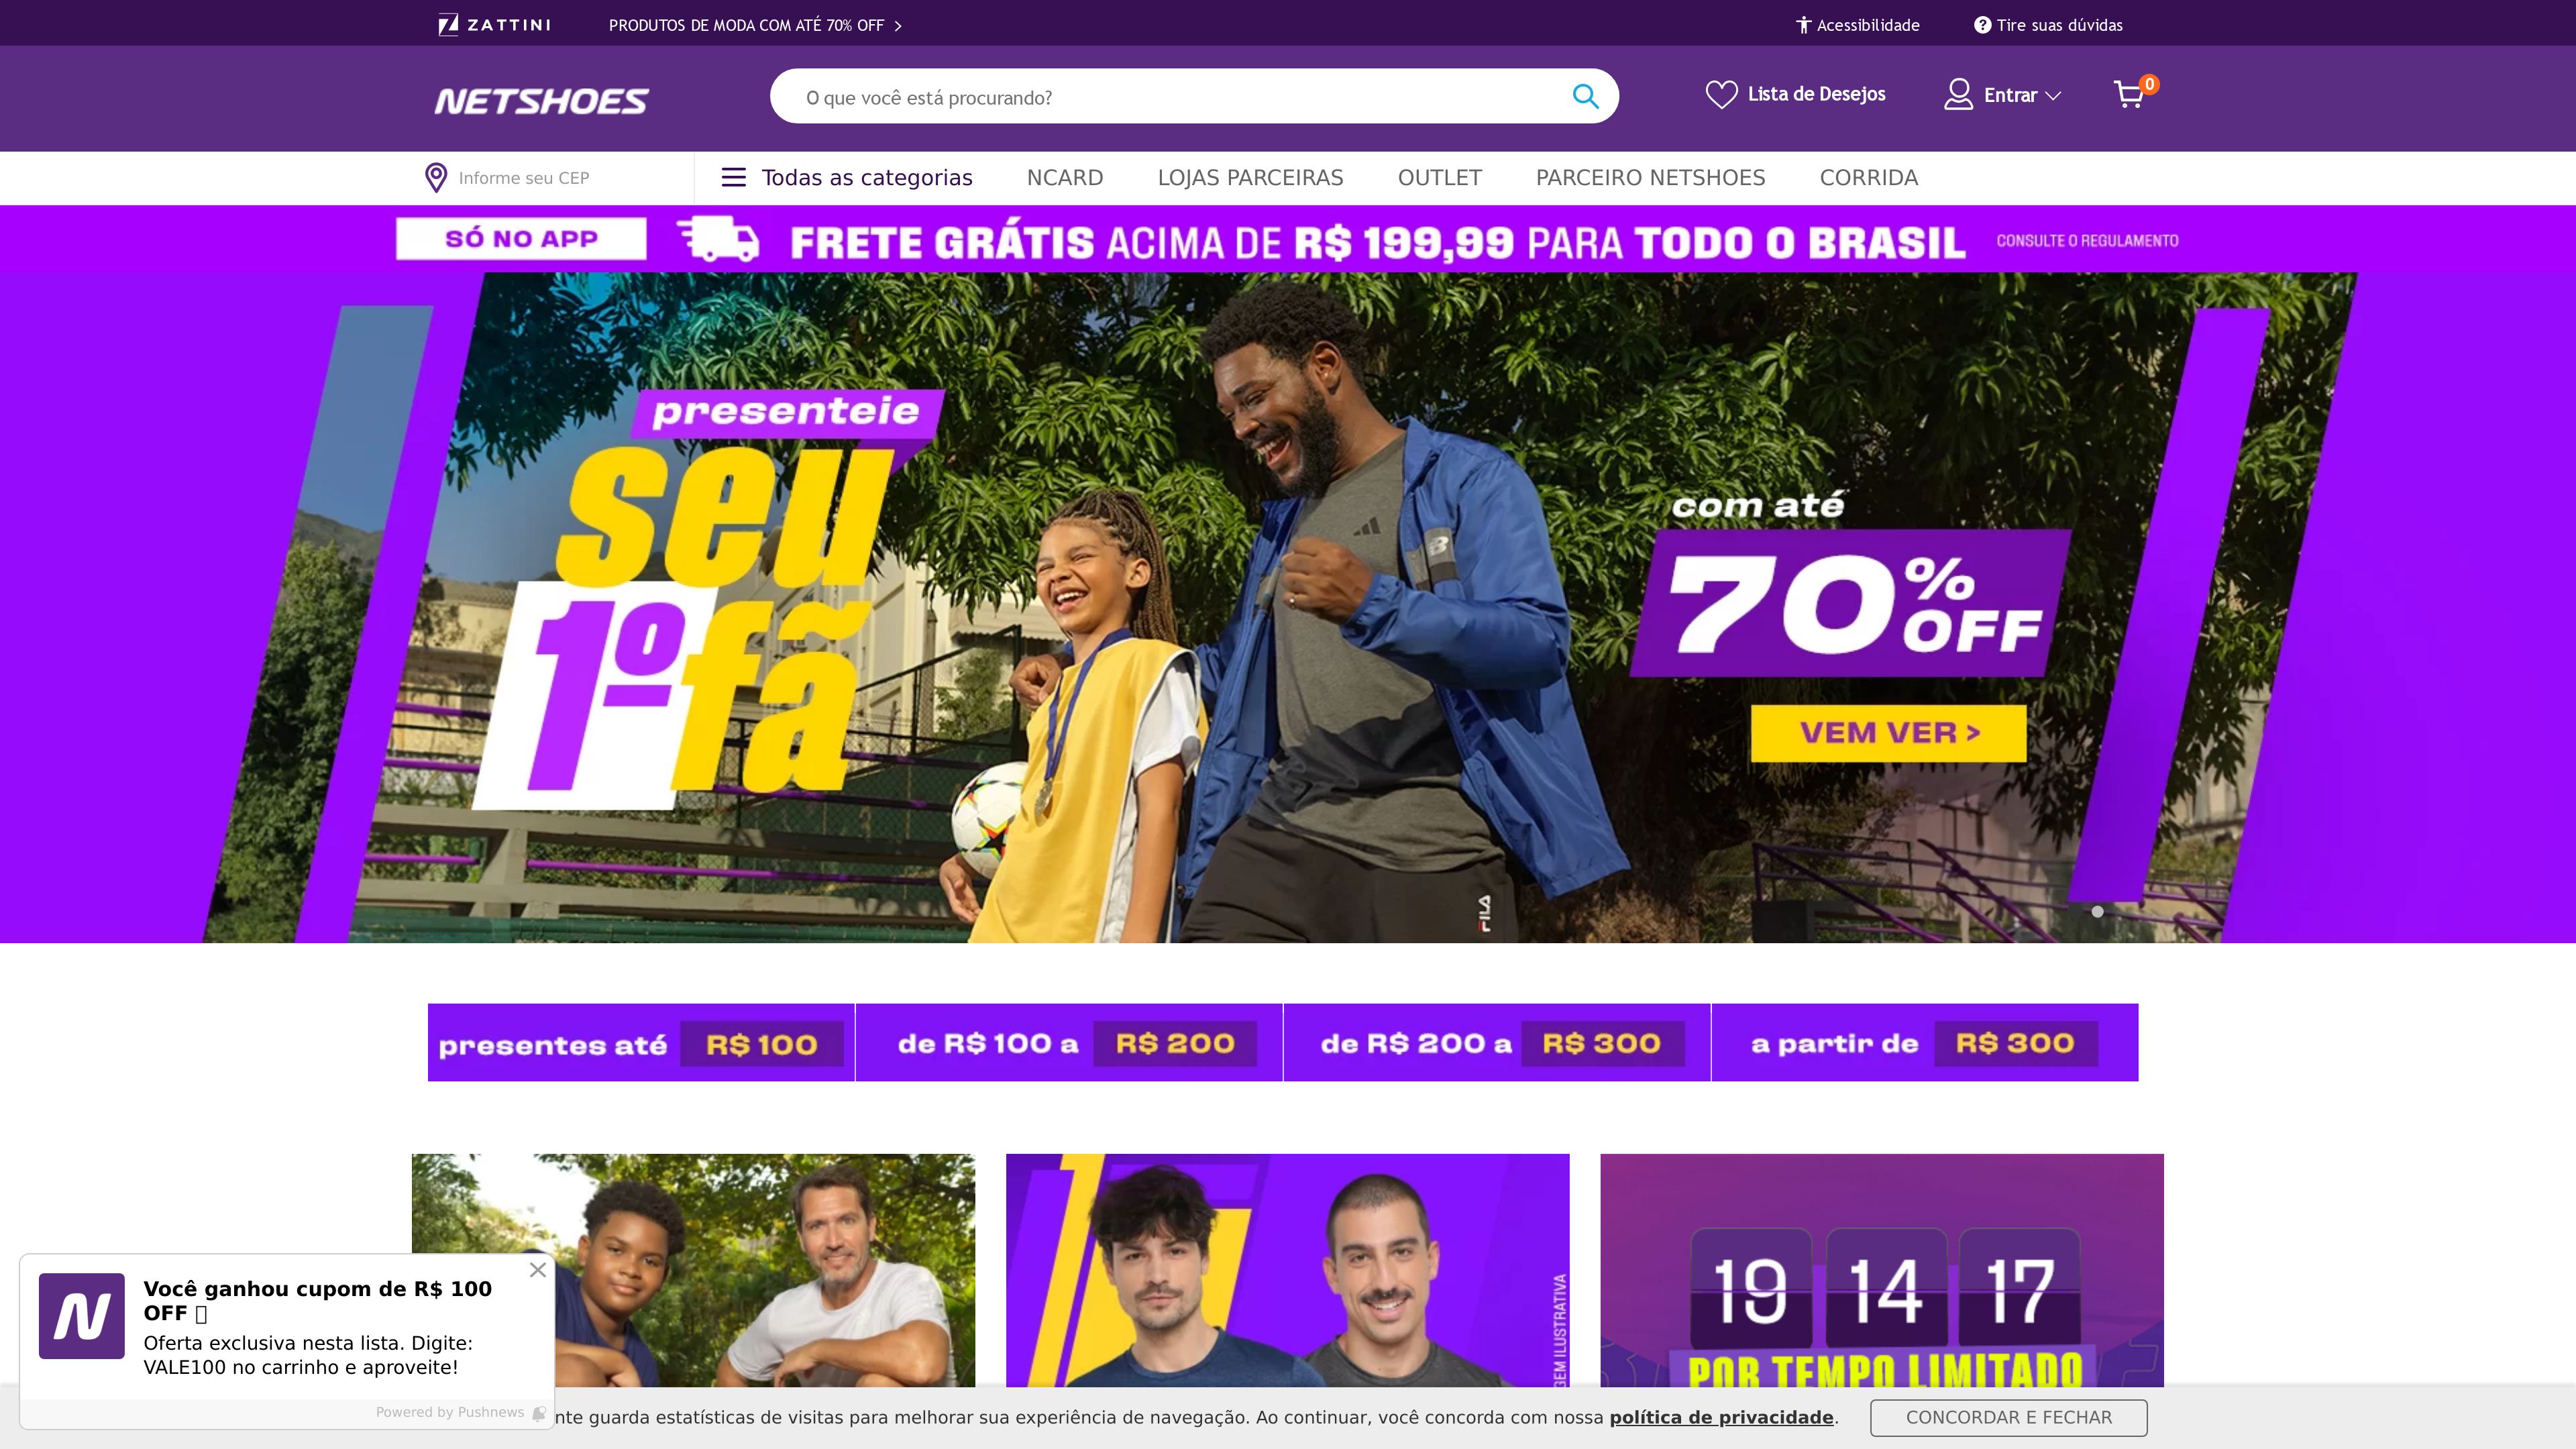 ZATTINI
PRODUTOS DE MODA COM ATÉ 70% OFF >
Acessibilidade
Tire suas dúvidas
NETSHOES
O que você está procurando?
Lista de Desejos
Entrar
0
Informe seu CEP
Todas as categorias
NCARD
LOJAS PARCEIRAS
OUTLET
PARCEIRO NETSHOES
CORRIDA
SÓ NO APP
FRETE GRÁTIS ACIMA DE R$ 199,99 PARA TODO O BRASIL
CONSULTE O REGULAMENTO
presenteie
seu
1º fã
com até
70% OFF
VEM VER >
FILA
presentes até R$ 100
de R$ 100 a R$ 200
de R$ 200 a R$ 300
a partir de R$ 300
GEM ILUSTRATIVA
19 14 17
POR TEMPO LIMITADO
Você ganhou cupom de R$ 100
OFF
Oferta exclusiva nesta lista. Digite:
VALE100 no carrinho e aproveite!
Powered by Pushnews
nte guarda estatísticas de visitas para melhorar sua experiência de navegação. Ao continuar, você concorda com nossa política de privacidade.
CONCORDAR E FECHAR